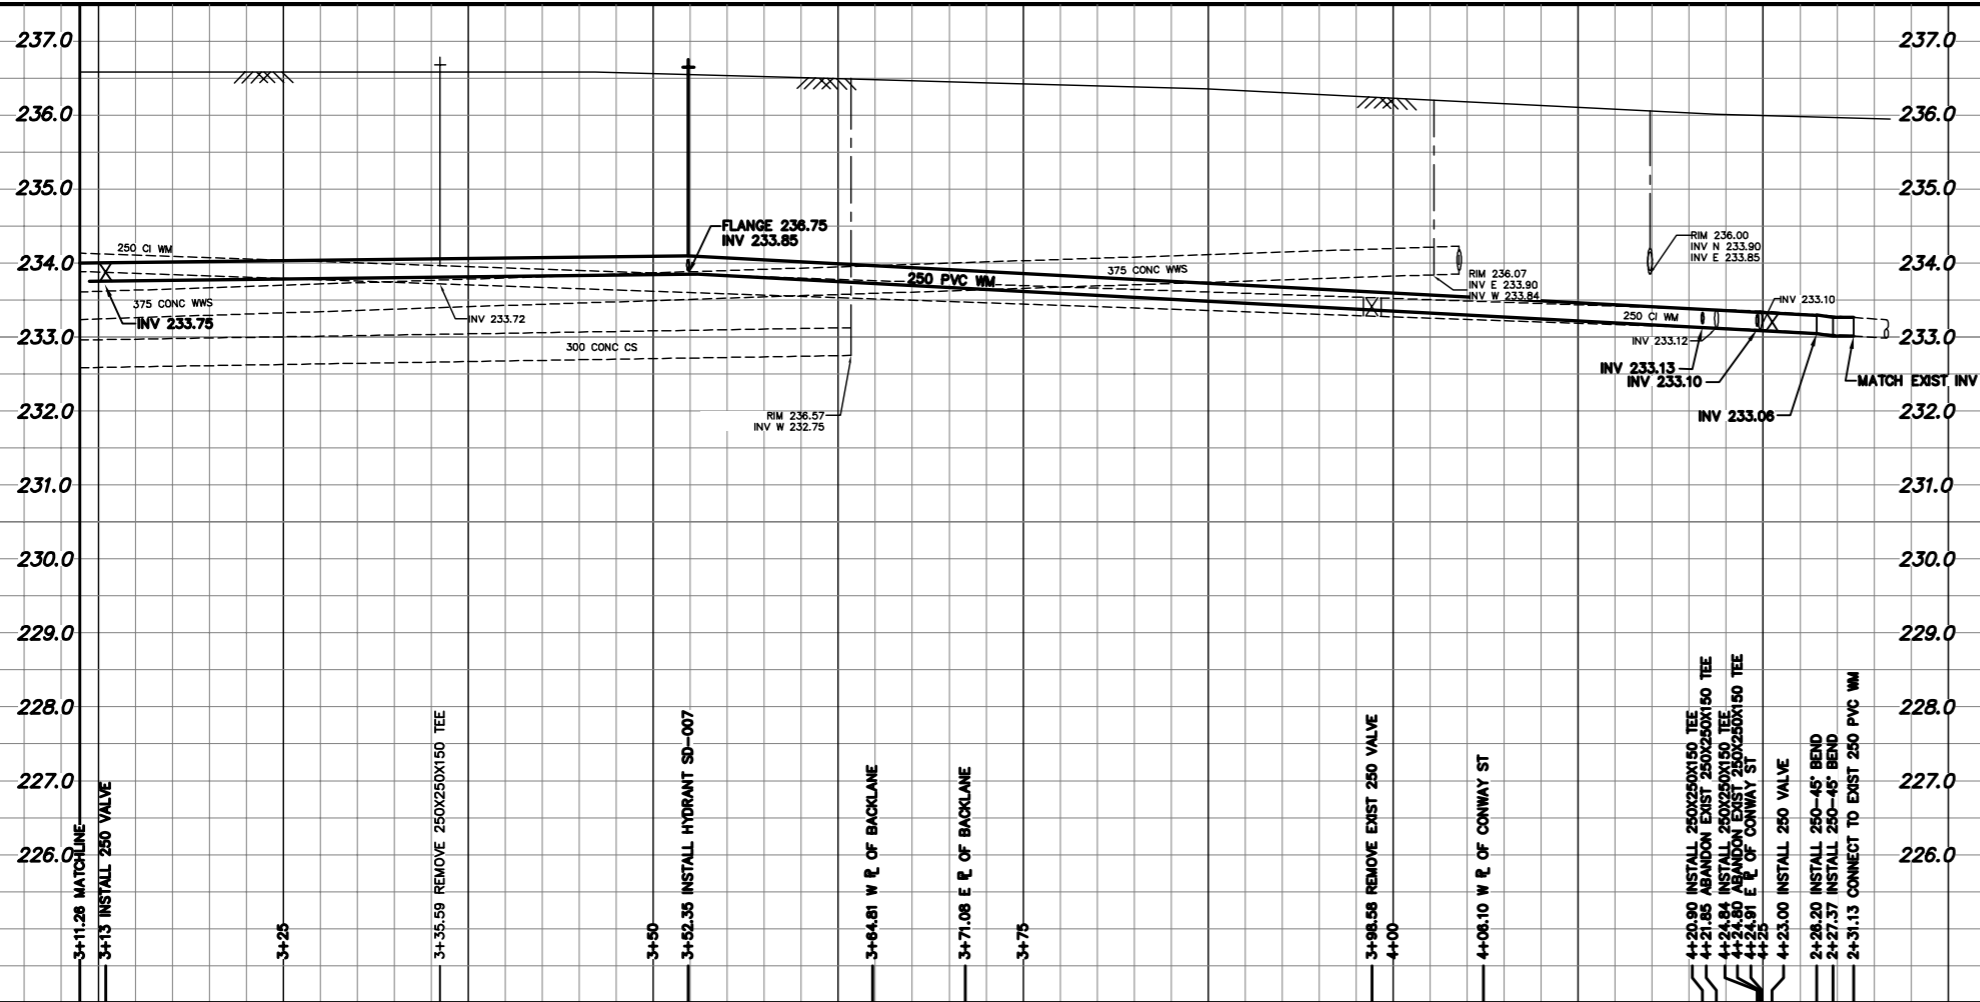 237.0
237.0
236.0
236.0
235.0
235.0
234.0
234.0
233.0
233.0
232.0
232.0
231.0
231.0
230.0
230.0
229.0
229.0
228.0
228.0
227.0
227.0
226.0
226.0
250 CI WM
375 CONC WWS
INV 233.75
INV 233.72
300 CONC CS
FLANGE 236.75
INV 233.85
RIM 236.57
INV W 232.75
250 PVC WM
375 CONC WWS
RIM 236.07
INV E 233.90
INV W 233.84
RIM 236.00
INV N 233.90
INV E 233.85
250 CI WM
INV 233.12
INV 233.10
INV 233.13
INV 233.10
INV 233.06
MATCH EXIST INV
3+11.26 MATCHLINE
3+13 INSTALL 250 VALVE
3+25
3+35.59 REMOVE 250X250X150 TEE
3+50
3+52.35 INSTALL HYDRANT SD-007
3+64.81 W PL OF BACKLANE
3+71.08 E PL OF BACKLANE
3+75
3+98.58 REMOVE EXIST 250 VALVE
4+00
4+06.10 W PL OF CONWAY ST
4+20.90 INSTALL 250X250X150 TEE
4+21.85 ABANDON EXIST 250X250X150 TEE
4+24.84 INSTALL 250X250X150 TEE
4+24.80 ABANDON EXIST 250X250X150 TEE
4+24.91 E PL OF CONWAY ST
4+25
4+23.00 INSTALL 250 VALVE
2+26.20 INSTALL 250-45° BEND
2+27.37 INSTALL 250-45° BEND
2+31.13 CONNECT TO EXIST 250 PVC WM